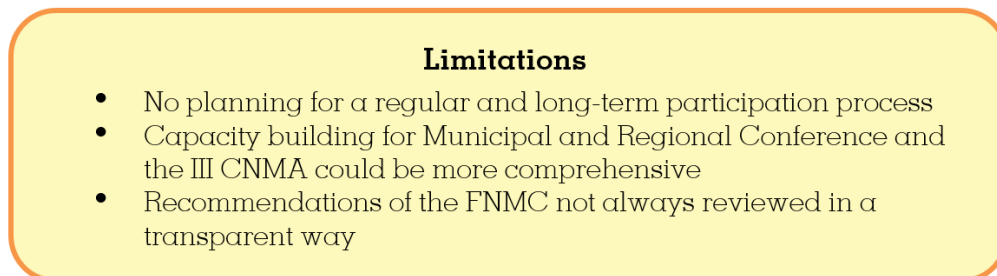 Limitations
• No planning for a regular and long-term participation process
• Capacity building for Municipal and Regional Conference and
the III CNMA could be more comprehensive
• Recommendations of the FNMC not always reviewed in a
transparent way